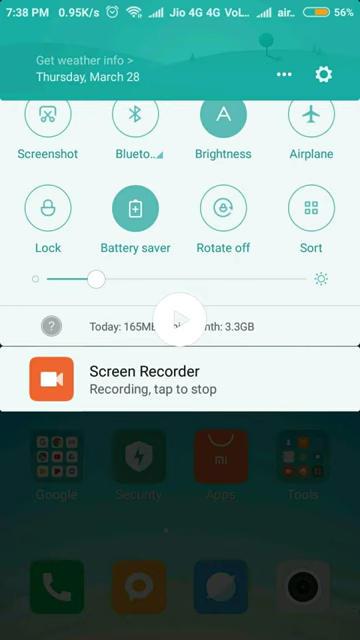 7:38 PM 0.95K/s Jio 4G 4G VoL... air... 56%
Get weather info >
Thursday, March 28
Screenshot Blueto... Brightness Airplane
A
Lock Battery saver Rotate off Sort
? Today: 165M 3.3GB
Screen Recorder
Recording, tap to stop
Google Security Apps Tools
mi